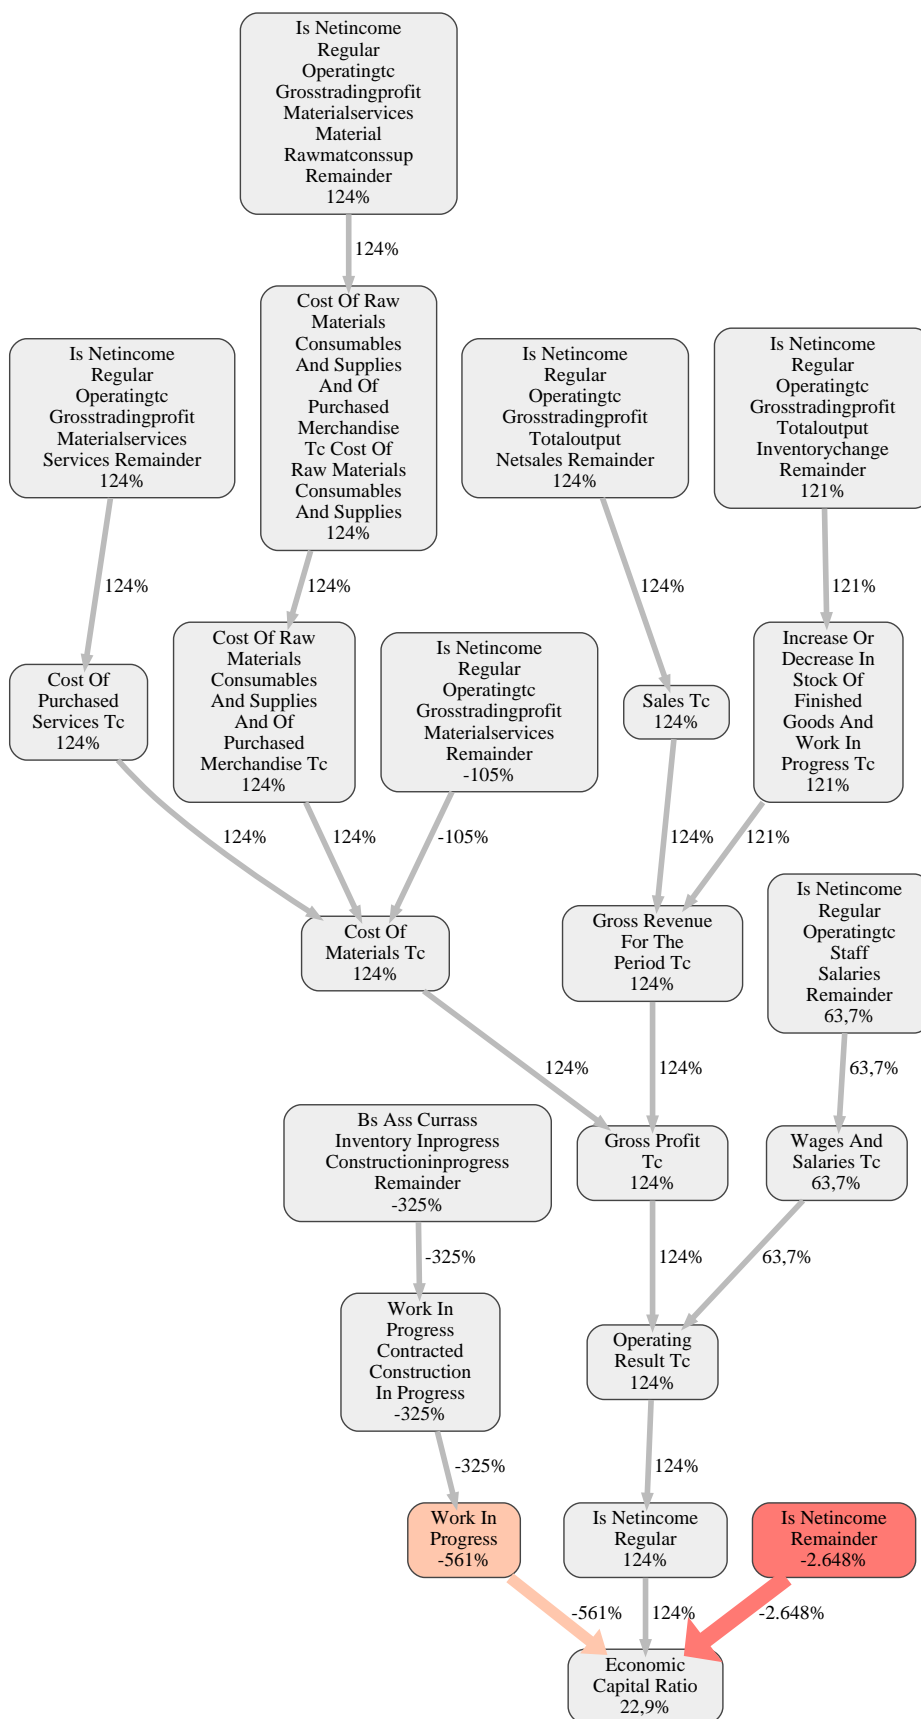 Is Netincome
Regular
Operatingtc
Grosstradingprofit
Materialservices
Material
Rawmatconssup
Remainder
124%
124%
Is Netincome
Regular
Operatingtc
Grosstradingprofit
Materialservices
Services Remainder
124%
Cost Of Raw
Materials
Consumables
And Supplies
And Of
Purchased
Merchandise
Tc Cost Of
Raw Materials
Consumables
And Supplies
124%
Is Netincome
Regular
Operatingtc
Grosstradingprofit
Totaloutput
Netsales Remainder
124%
Is Netincome
Regular
Operatingtc
Grosstradingprofit
Totaloutput
Inventorychange
Remainder
121%
124%
124%
124%
121%
Cost Of
Purchased
Services Tc
124%
Cost Of Raw
Materials
Consumables
And Supplies
And Of
Purchased
Merchandise Tc
124%
Is Netincome
Regular
Operatingtc
Grosstradingprofit
Materialservices
Remainder
-105%
Sales Tc
124%
Increase Or
Decrease In
Stock Of
Finished
Goods And
Work In
Progress Tc
121%
124%
124%
-105%
124%
121%
Cost Of
Materials Tc
124%
Gross Revenue
For The
Period Tc
124%
Is Netincome
Regular
Operatingtc
Staff
Salaries
Remainder
63,7%
124%
124%
63,7%
Bs Ass Currass
Inventory Inprogress
Constructioninprogress
Remainder
-325%
Gross Profit
Tc
124%
Wages And
Salaries Tc
63,7%
-325%
124%
63,7%
Work In
Progress
Contracted
Construction
In Progress
-325%
Operating
Result Tc
124%
-325%
124%
Work In
Progress
-561%
Is Netincome
Regular
124%
Is Netincome
Remainder
-2.648%
-561%
124%
-2.648%
Economic
Capital Ratio
22,9%